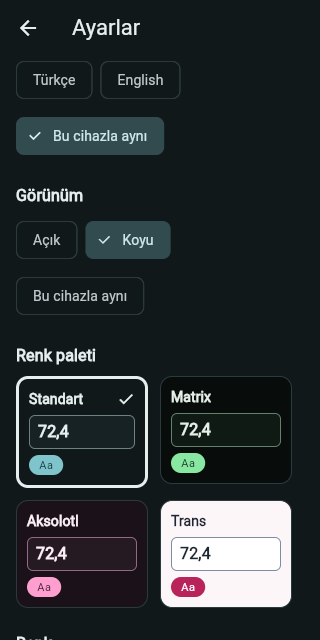 Ayarlar
Türkçe English
Bu cihazla aynı
Görünüm
Açık Koyu
Bu cihazla aynı
Renk paleti
Standart Matrix
72,4 72,4
Aa Aa
Aksolotl Trans
72,4 72,4
Aa Aa